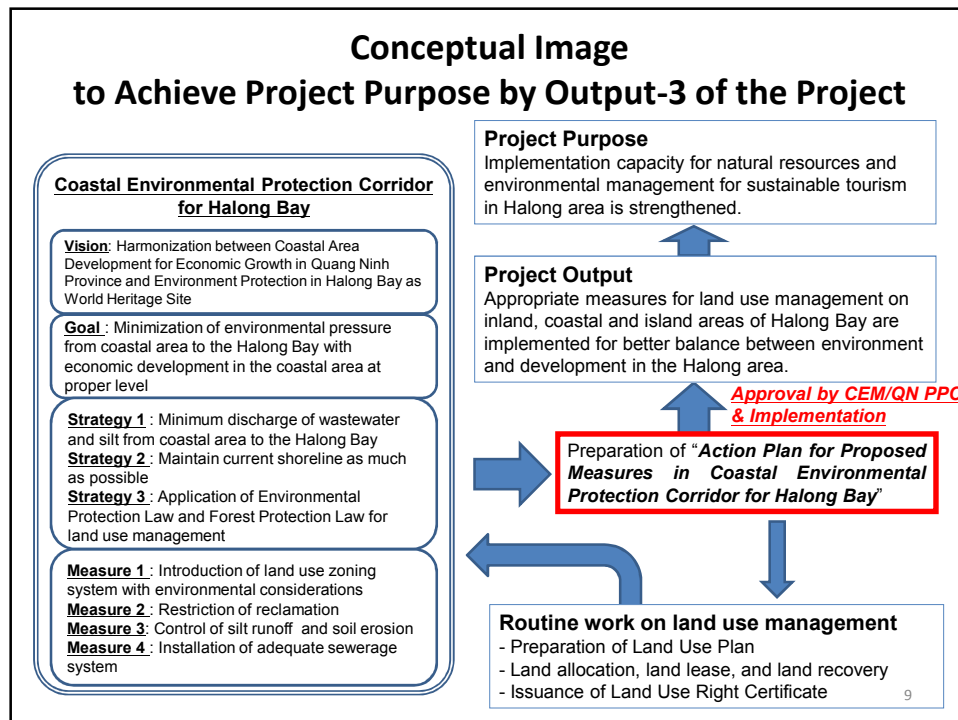 Conceptual Image
to Achieve Project Purpose by Output-3 of the Project
Coastal Environmental Protection Corridor
for Halong Bay
Vision: Harmonization between Coastal Area
Development for Economic Growth in Quang Ninh
Province and Environment Protection in Halong Bay as
World Heritage Site
Goal : Minimization of environmental pressure
from coastal area to the Halong Bay with
economic development in the coastal area at
proper level
Strategy 1 : Minimum discharge of wastewater
and silt from coastal area to the Halong Bay
Strategy 2 : Maintain current shoreline as much
as possible
Strategy 3 : Application of Environmental
Protection Law and Forest Protection Law for
land use management
Measure 1 : Introduction of land use zoning
system with environmental considerations
Measure 2 : Restriction of reclamation
Measure 3: Control of silt runoff and soil erosion
Measure 4 : Installation of adequate sewerage
system
Project Purpose
Implementation capacity for natural resources and
environmental management for sustainable tourism
in Halong area is strengthened.
Project Output
Appropriate measures for land use management on
inland, coastal and island areas of Halong Bay are
implemented for better balance between environment
and development in the Halong area.
Approval by CEM/QN PPC
& Implementation
Preparation of “Action Plan for Proposed
Measures in Coastal Environmental
Protection Corridor for Halong Bay”
Routine work on land use management
- Preparation of Land Use Plan
- Land allocation, land lease, and land recovery
- Issuance of Land Use Right Certificate
9